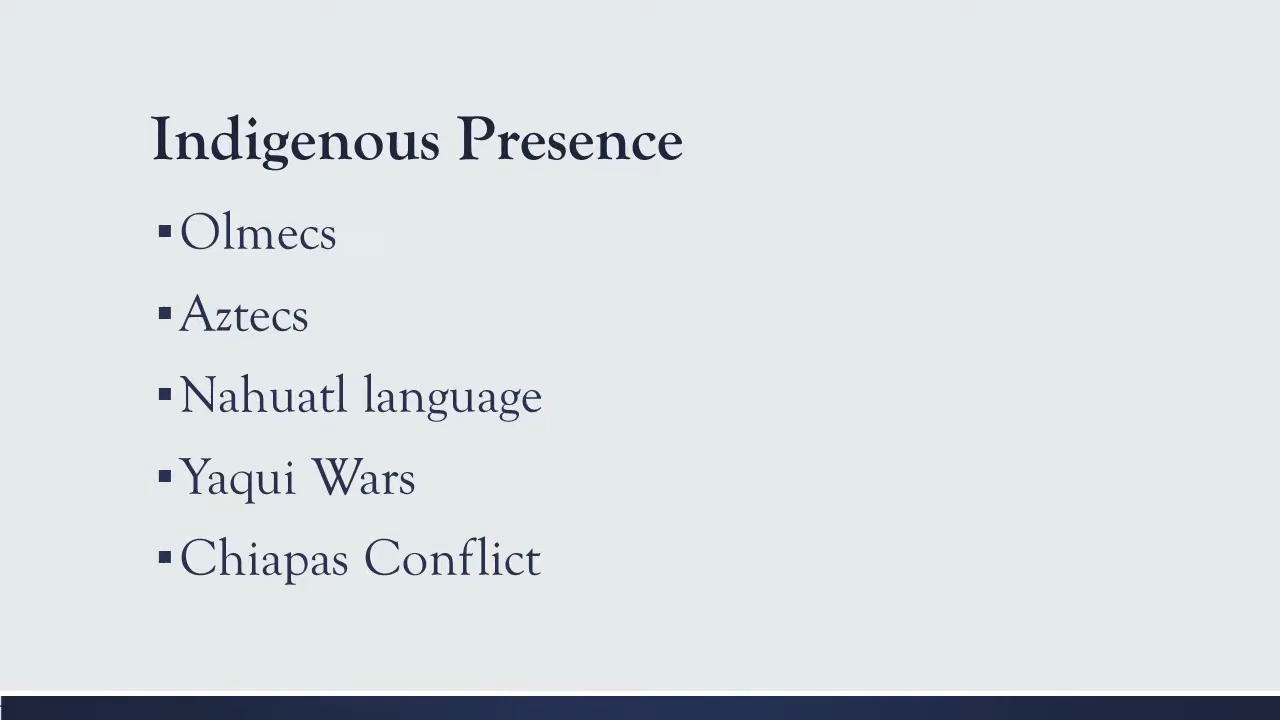 Indigenous Presence
▪Olmecs
▪Aztecs
▪Nahuatl language
▪Yaqui Wars
▪Chiapas Conflict